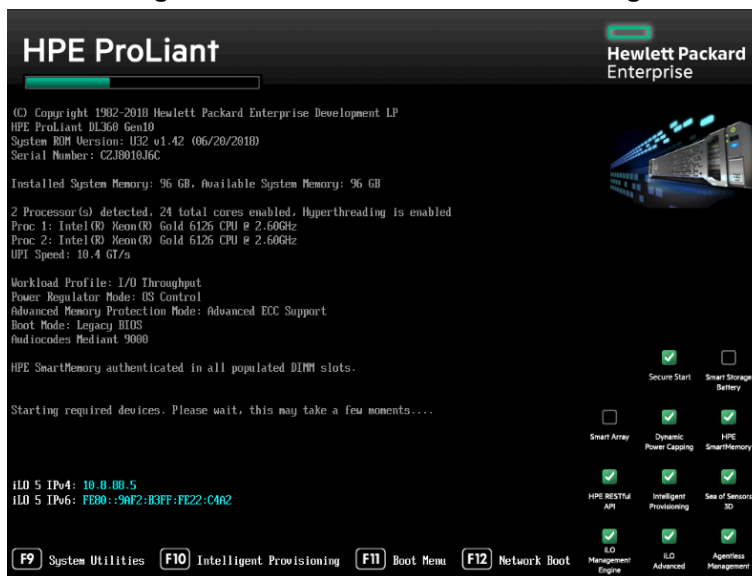 HPE ProLiant
Hewlett Packard
Enterprise
(C) Copyright 1982-2018 Hewlett Packard Enterprise Development LP
HPE ProLiant DL360 Gen10
System ROM Version: U32 v1.42 (06/20/2018)
Serial Number: CZJ8010J6C
Installed System Memory: 96 GB, Available System Memory: 96 GB
2 Processor(s) detected, 24 total cores enabled, Hyperthreading is enabled
Proc 1: Intel(R) Xeon(R) Gold 6126 CPU @ 2.60GHz
Proc 2: Intel(R) Xeon(R) Gold 6126 CPU @ 2.60GHz
UPI Speed: 10.4 GT/s
Workload Profile: I/O Throughput
Power Regulator Mode: OS Control
Advanced Memory Protection Mode: Advanced ECC Support
Boot Mode: Legacy BIOS
Audiocodes Mediant 9000
HPE SmartMemory authenticated in all populated DIMM slots.
Starting required devices. Please wait, this may take a few moments....
Secure Start
Smart Storage
Battery
Smart Array
Dynamic
Power Capping
HPE
SmartMemory
HPE RESTful
API
Intelligent
Provisioning
Sea of Sensors
3D
iLO
Management
Engine
iLO
Advanced
Agentless
Management
iLO 5 IPv4: 10.8.88.5
iLO 5 IPv6: FE80::9AF2:B3FF:FE22:C4A2
F9 System Utilities F10 Intelligent Provisioning F11 Boot Menu F12 Network Boot